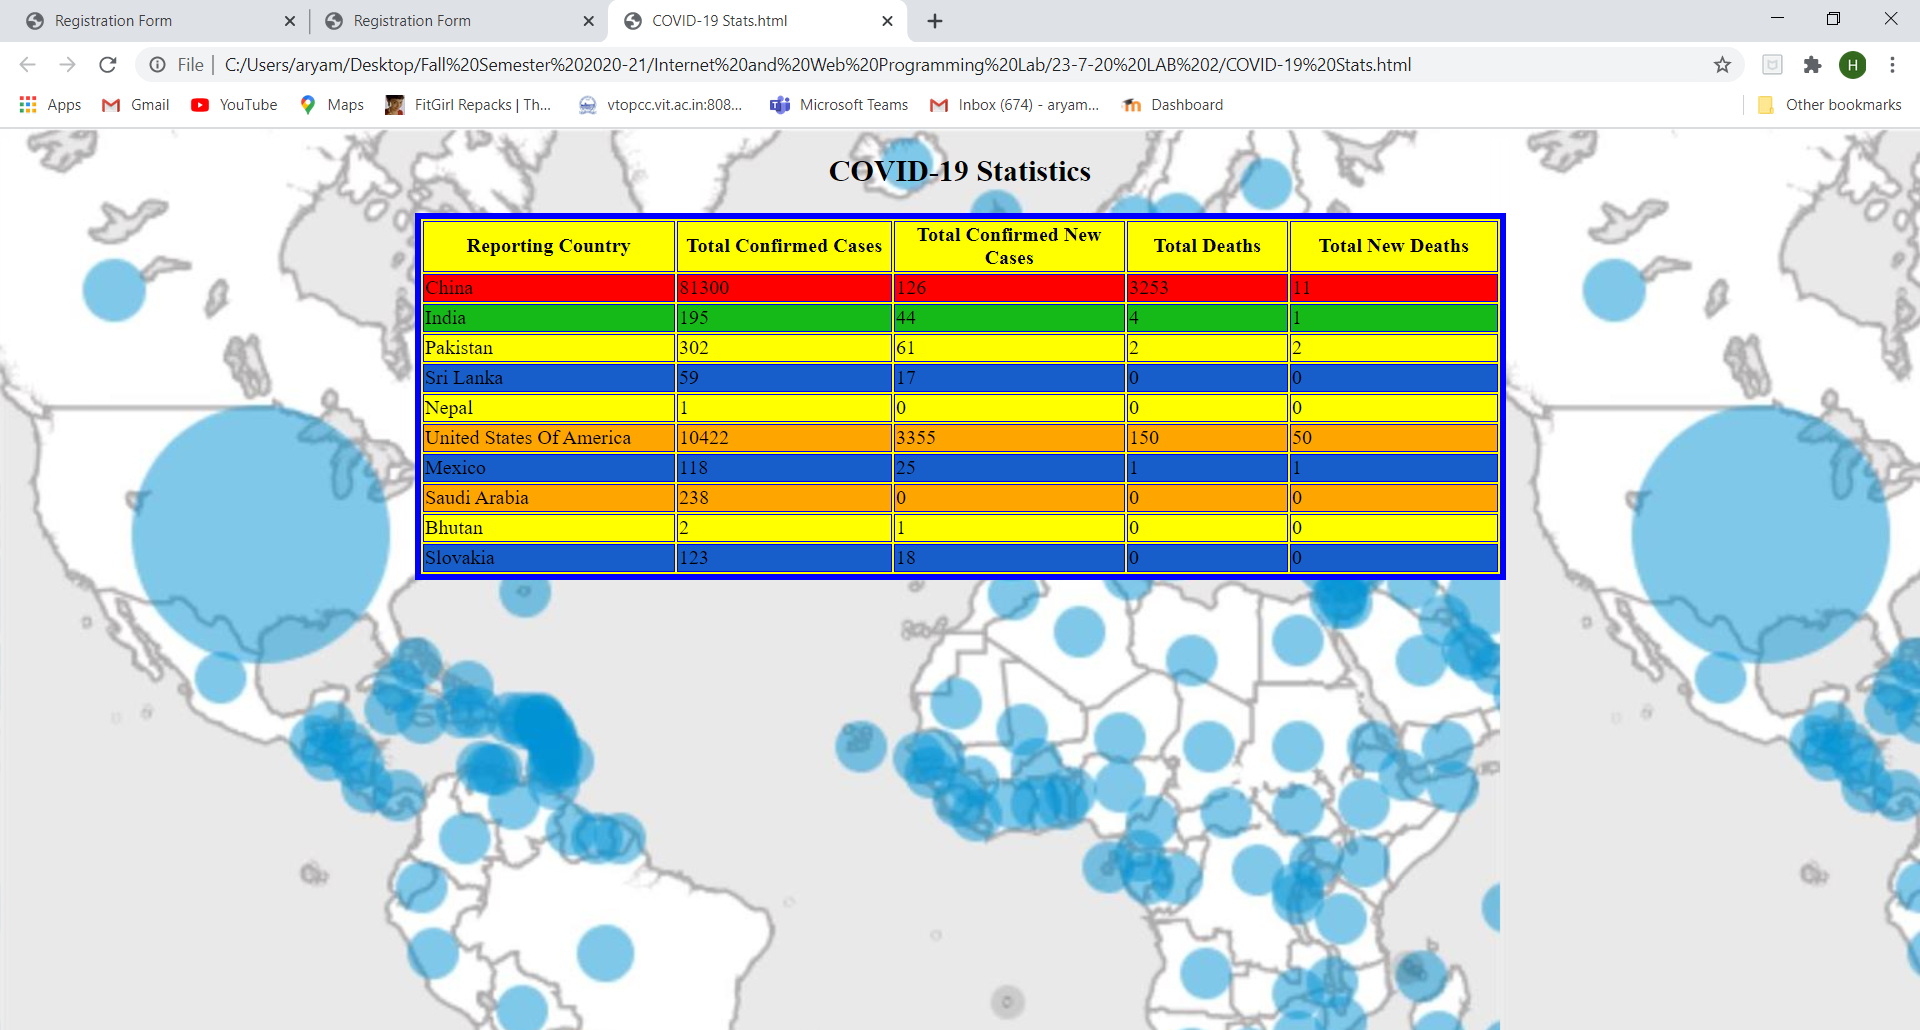 Registration Form
Registration Form
COVID-19 Stats.html
File C:/Users/aryam/Desktop/Fall%20Semester%202020-21/Internet%20and%20Web%20Programming%20Lab/23-7-20%20LAB%202/COVID-19%20Stats.html
H
Apps Gmail YouTube Maps FitGirl Repacks | Th... vtopcc.vit.ac.in:808... Microsoft Teams Inbox (674) - aryam... Dashboard Other bookmarks
COVID-19 Statistics
Reporting Country Total Confirmed Cases Total Confirmed New Cases Total Deaths Total New Deaths
China 81300 126 3253 11
India 195 44 4 1
Pakistan 302 61 2 2
Sri Lanka 59 17 0 0
Nepal 1 0 0 0
United States Of America 10422 3355 150 50
Mexico 118 25 1 1
Saudi Arabia 238 0 0 0
Bhutan 2 1 0 0
Slovakia 123 18 0 0